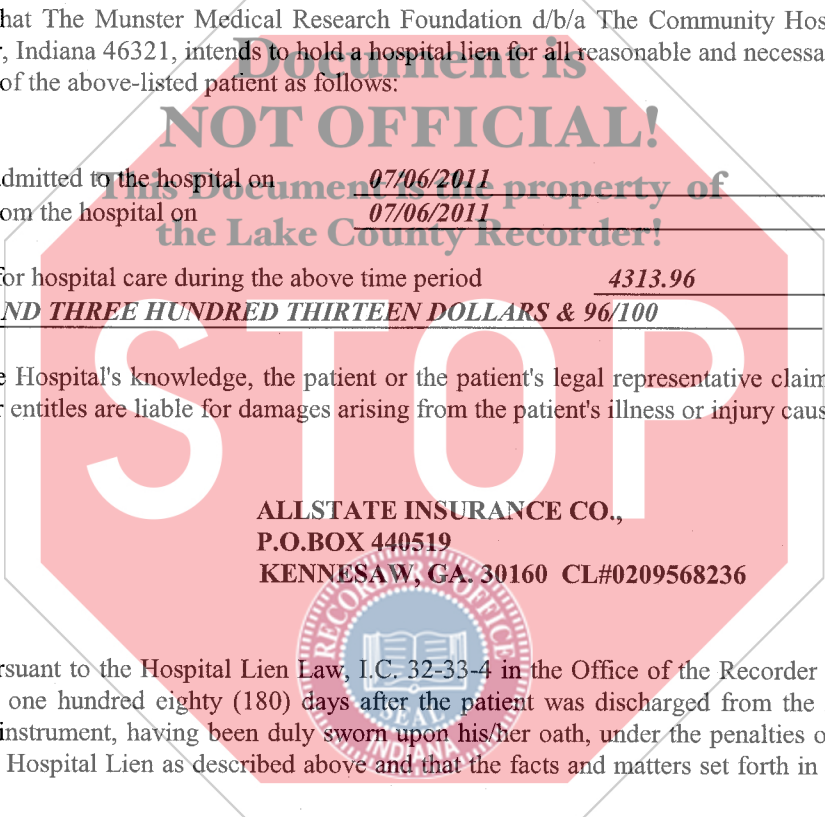 hat The Munster Medical Research Foundation d/b/a The Community Hos
r, Indiana 46321, intends to hold a hospital lien for all reasonable and necessa
of the above-listed patient as follows:
Document is
NOT OFFICIAL!
This Document is the property of
the Lake County Recorder!
dmitted to the hospital on 07/06/2011
om the hospital on 07/06/2011
for hospital care during the above time period 4313.96
ND THREE HUNDRED THIRTEEN DOLLARS & 96/100
STOP
e Hospital's knowledge, the patient or the patient's legal representative claim
r entitles are liable for damages arising from the patient's illness or injury caus
ALLSTATE INSURANCE CO.,
P.O.BOX 440519
KENNESAW, GA. 30160 CL#0209568236
RECORDER'S OFFICE
SEAL
INDIANA
rsuant to the Hospital Lien Law, I.C. 32-33-4 in the Office of the Recorder
one hundred eighty (180) days after the patient was discharged from the
instrument, having been duly sworn upon his/her oath, under the penalties o
Hospital Lien as described above and that the facts and matters set forth in